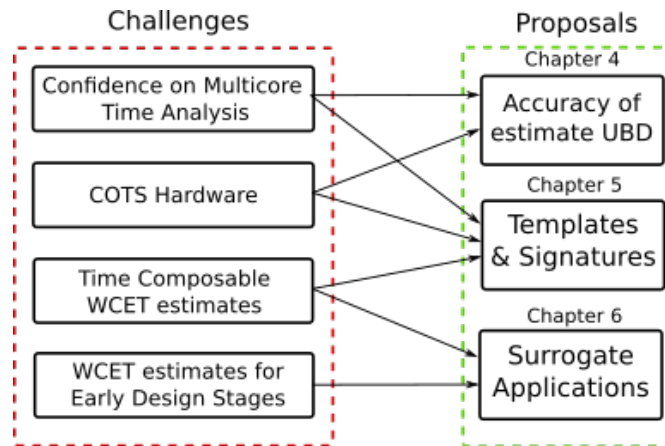 Challenges
Confidence on Multicore
Time Analysis
COTS Hardware
Time Composable
WCET estimates
WCET estimates for
Early Design Stages
Proposals
Chapter 4
Accuracy of
estimate UBD
Chapter 5
Templates
& Signatures
Chapter 6
Surrogate
Applications